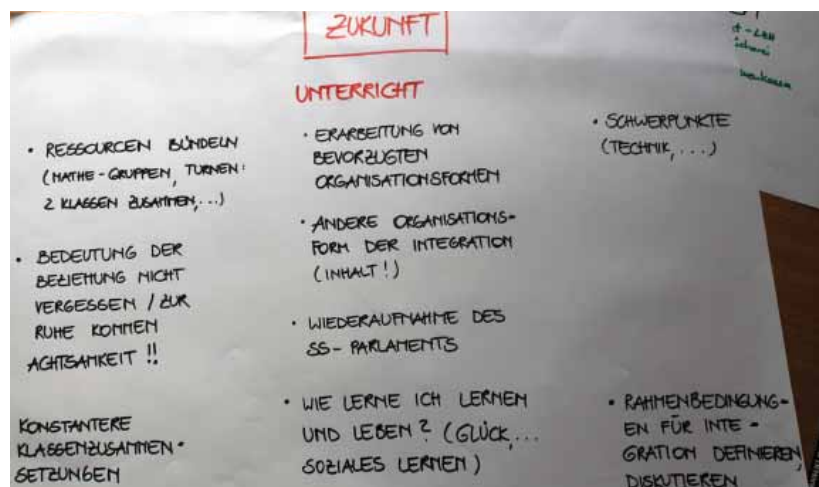 ZUKUNFT
UNTERRICHT
• RESSOURCEN BÜNDELN
(MATHE-GRUPPEN, TURNEN:
2 KLASSEN ZUSAMMEN,...)
• BEDEUTUNG DER
BEZIEHUNG NICHT
VERGESSEN / ZUR
RUHE KOMMEN
ACHTSAMKEIT !!
KONSTANTERE
KLASSENZUSAMMEN-
SETZUNGEN
• ERARBEITUNG VON
BEVORZUGTEN
ORGANISATIONSFORMEN
• ANDERE ORGANISATIONS-
FORM DER INTEGRATION
(INHALT!)
• WIEDERAUFNAHME DES
SS-PARLAMENTS
• WIE LERNE ICH LERNEN
UND LEBEN? (GLÜCK,...
SOZIALES LERNEN)
• SCHWERPUNKTE
(TECHNIK,...)
• RAHMENBEDINGUNG-
EN FÜR INTE-
GRATION DEFINIEREN,
DISKUTIEREN